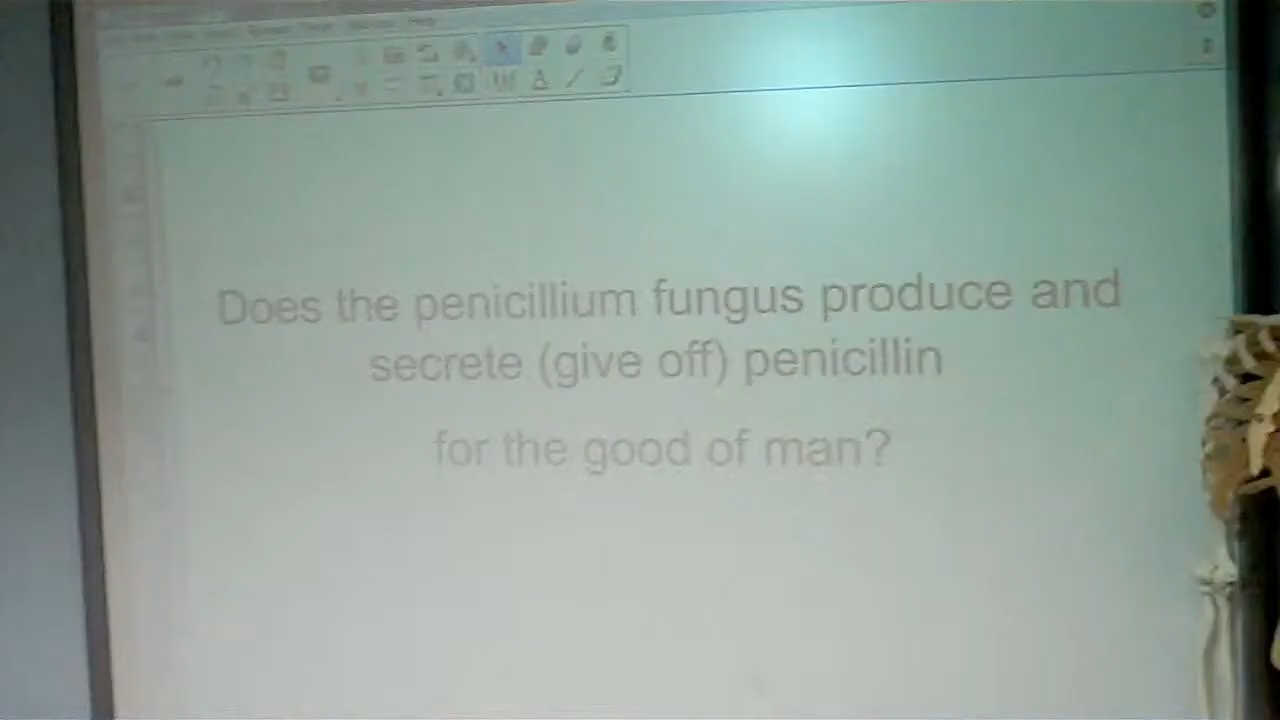 Does the penicillium fungus produce and
secrete (give off) penicillin
for the good of man?